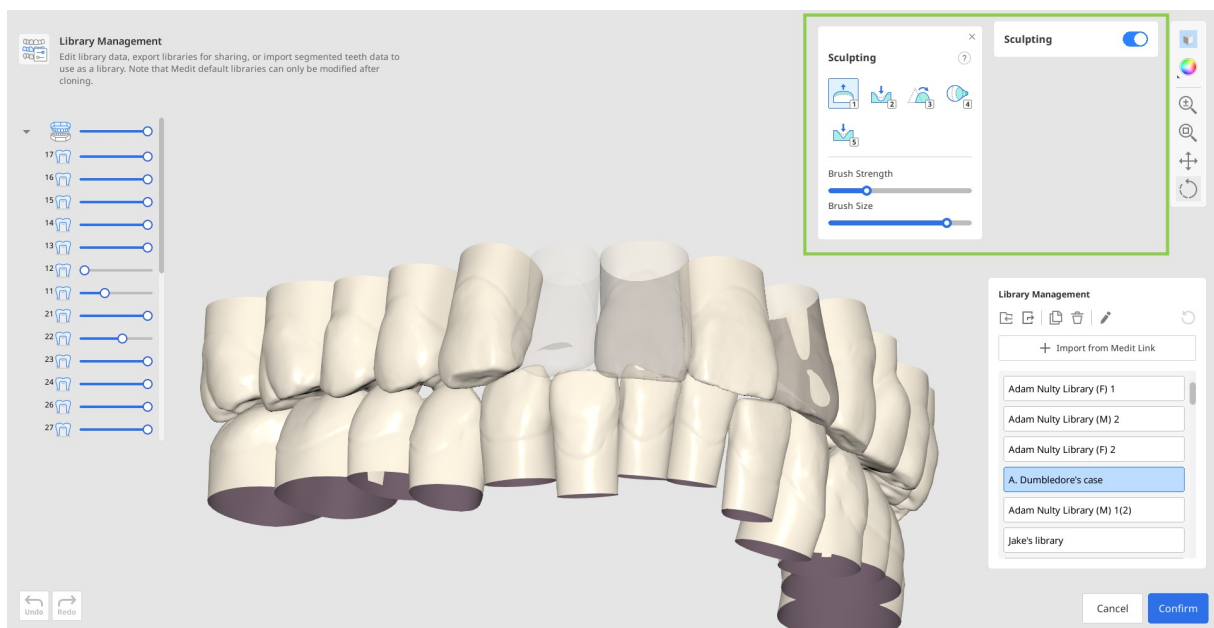 Library Management
Edit library data, export libraries for sharing, or import segmented teeth data to
use as a library. Note that Medit default libraries can only be modified after
cloning.
17
16
15
14
13
12
11
21
22
23
24
26
27
Undo
Redo
Sculpting
?
1
2
3
4
5
Brush Strength
Brush Size
Sculpting
Library Management
+ Import from Medit Link
Adam Nulty Library (F) 1
Adam Nulty Library (M) 2
Adam Nulty Library (F) 2
A. Dumbledore's case
Adam Nulty Library (M) 1(2)
Jake's library
Cancel
Confirm